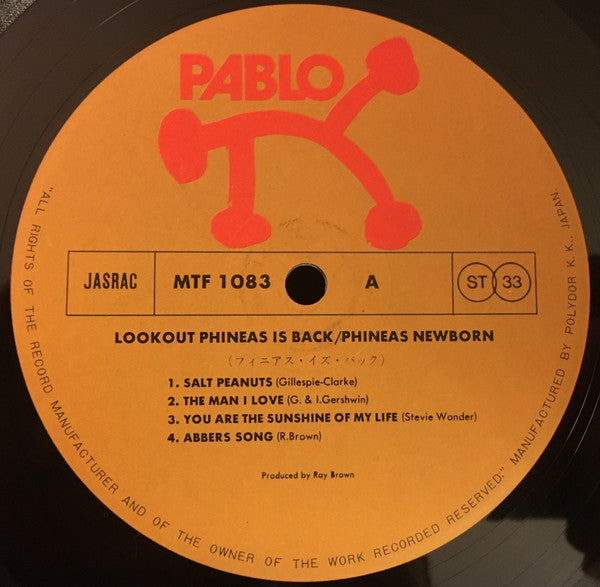 PABLO
JASRAC
MTF 1083
A
ST 33
LOOKOUT PHINEAS IS BACK/PHINEAS NEWBORN
(フィニアス・イズ・バック)
1. SALT PEANUTS (Gillespie-Clarke)
2. THE MAN I LOVE (G. & I.Gershwin)
3. YOU ARE THE SUNSHINE OF MY LIFE (Stevie Wonder)
4. ABBERS SONG (R.Brown)
Produced by Ray Brown
"ALL RIGHTS OF THE RECORD MANUFACTURER AND OF THE OWNER OF THE WORK RECORDED RESERVED." MANUFACTURED BY POLYDOR K. K., JAPAN.